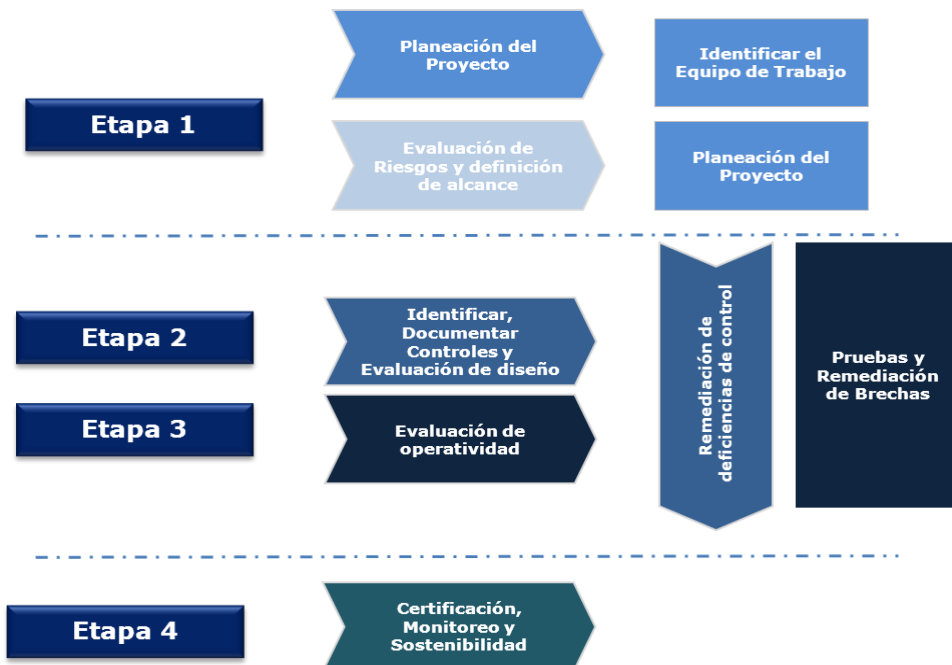 Planeación del
Proyecto
Identificar el
Equipo de Trabajo
Etapa 1
Evaluación de
Riesgos y definición
de alcance
Planeación del
Proyecto
Etapa 2
Identificar,
Documentar
Controles y
Evaluación de diseño
Remediación de
deficiencias de control
Pruebas y
Remediación
de Brechas
Etapa 3
Evaluación de
operatividad
Etapa 4
Certificación,
Monitoreo y
Sostenibilidad